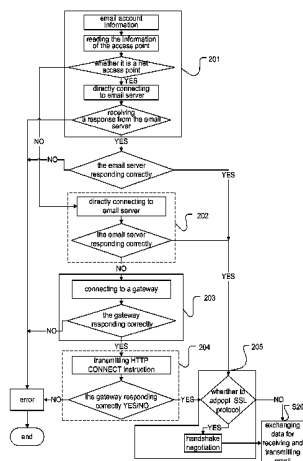 email account
information
reading the information
of the access point
whether it is a net
access point
YES
directly connecting
to email server
receiving
a response from the email
server
201
NO
YES
NO
the email server
responding correctly
YES
directly connecting to
email server
202
the email server
responding correctly
NO
YES
connecting to a gateway
203
the gateway
responding correctly
NO
YES
204
transmitting HTTP
CONNECT instruction
205
error
NO
the gateway responding
correctly YES/NO
YES
whether to
adpopl SSL
protocol
NO
S20
YES
end
handshake
negotiation
exchanging
data for
receiving and
transmitting
email